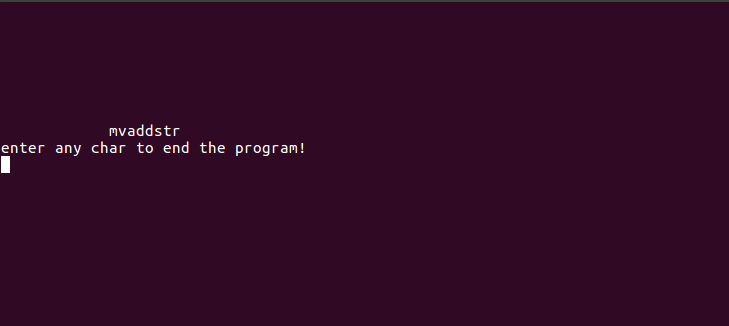 mvaddstr
enter any char to end the program!